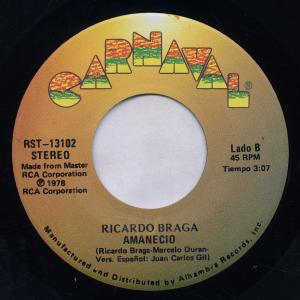 CARNAVAL®
RST-13102
STEREO
Made from Master
RCA Corporation
℗ 1978
RCA Corporation
Lado B
45 RPM
Tiempo 3:07
RICARDO BRAGA
AMANECIO
(Ricardo Braga-Marcelo Duran-
Vers. Español: Juan Carlos Gil)
Manufactured and Distributed by Alhambra Records, Inc.